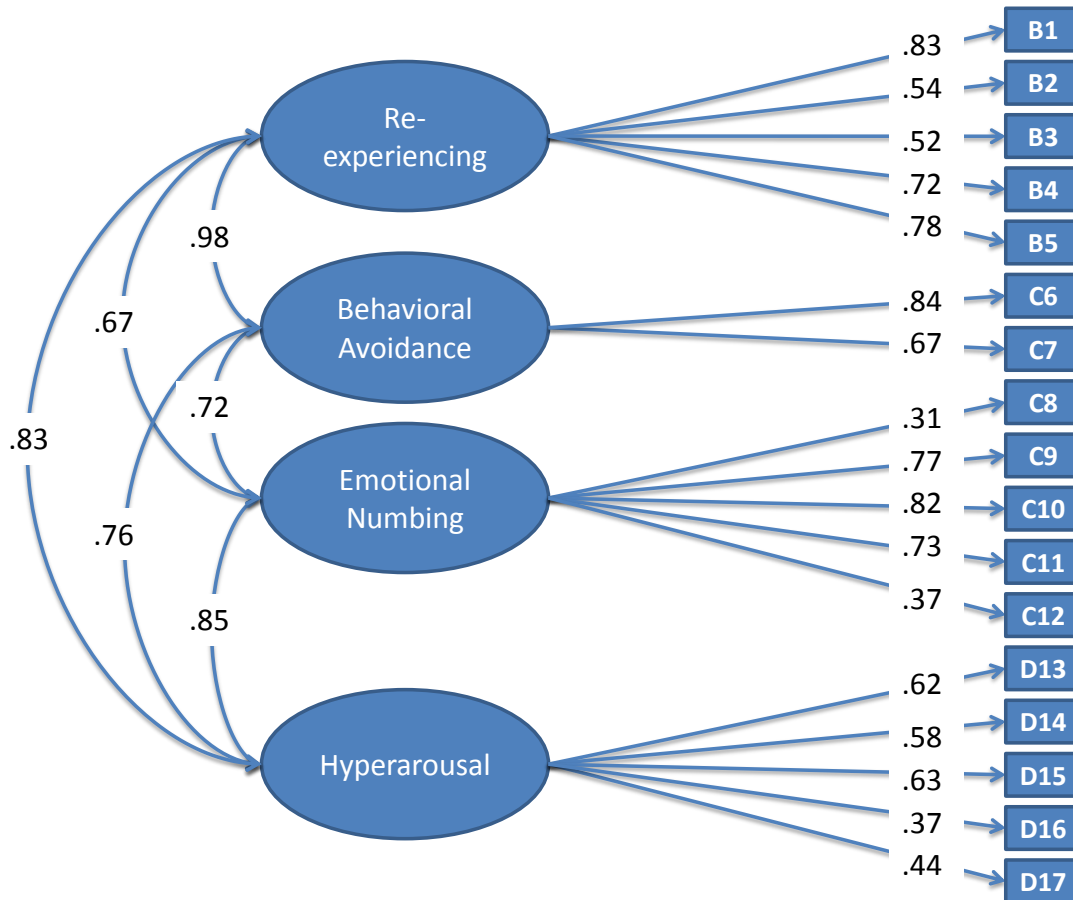 B1
.83
B2
.54
Re-
experiencing
B3
.52
B4
.72
B5
.78
.98
C6
.84
Behavioral
Avoidance
.67
C7
.67
C8
.31
.72
C9
.77
.83
Emotional
Numbing
C10
.82
C11
.73
.76
C12
.37
.85
D13
.62
D14
.58
Hyperarousal
D15
.63
D16
.37
D17
.44